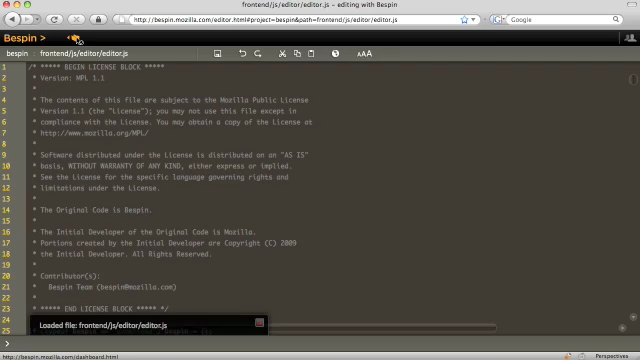 frontend/js/editor/editor.js - editing with Bespin
http://bespin.mozilla.com/editor.html#project=bespin&path=frontend/js/editor/editor.js
Google
Bespin >
bespin frontend/js/editor/editor.js AAA
1 /* ***** BEGIN LICENSE BLOCK *****
2 * Version: MPL 1.1
3 *
4 * The contents of this file are subject to the Mozilla Public License
5 * Version 1.1 (the "License"); you may not use this file except in
6 * compliance with the License. You may obtain a copy of the License at
7 * http://www.mozilla.org/MPL/
8 *
9 * Software distributed under the License is distributed on an "AS IS"
10 * basis, WITHOUT WARRANTY OF ANY KIND, either express or implied.
11 * See the License for the specific language governing rights and
12 * limitations under the License.
13 *
14 * The Original Code is Bespin.
15 *
16 * The Initial Developer of the Original Code is Mozilla.
17 * Portions created by the Initial Developer are Copyright (C) 2009
18 * the Initial Developer. All Rights Reserved.
19 *
20 * Contributor(s):
21 * Bespin Team (bespin@mozilla.com)
22 *
23 * ***** END LICENSE BLOCK ***** */
24
Loaded file: frontend/js/editor/editor.js
25
>
http://bespin.mozilla.com/dashboard.html Perspectives